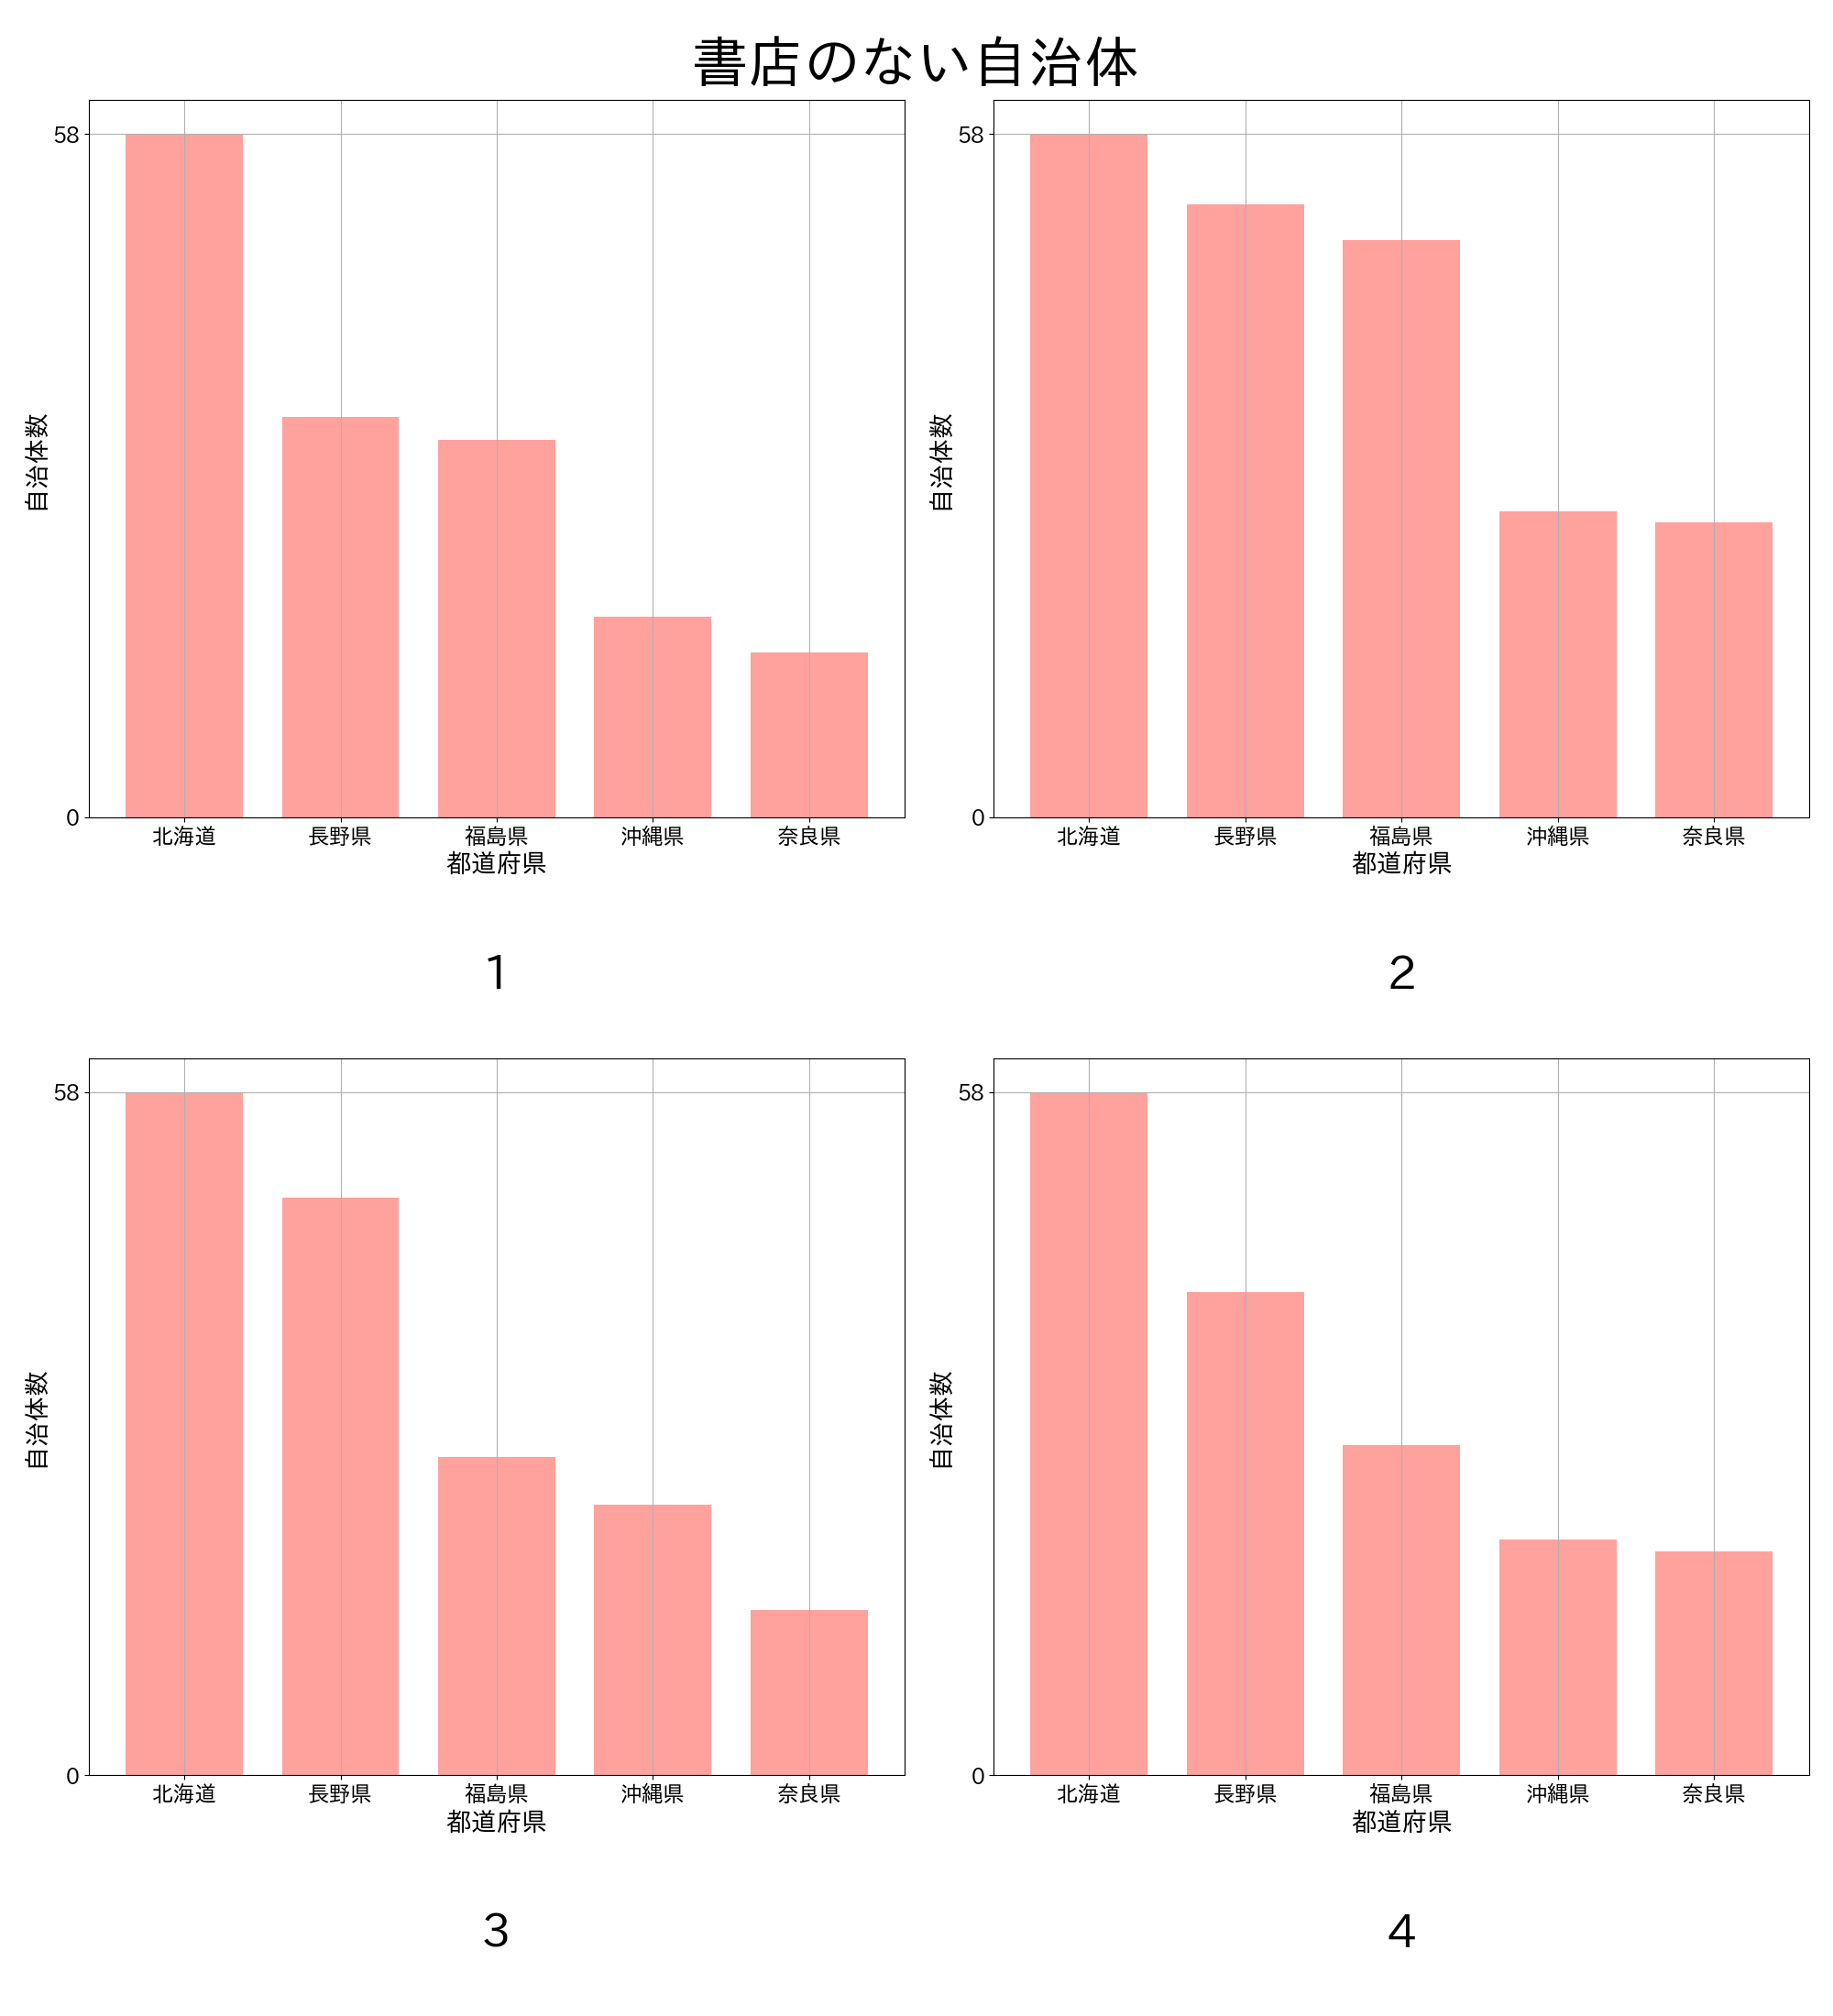 書店のない自治体
58
0
自治体数
北海道 長野県 福島県 沖縄県 奈良県
都道府県
1
58
0
自治体数
北海道 長野県 福島県 沖縄県 奈良県
都道府県
2
58
0
自治体数
北海道 長野県 福島県 沖縄県 奈良県
都道府県
3
58
0
自治体数
北海道 長野県 福島県 沖縄県 奈良県
都道府県
4